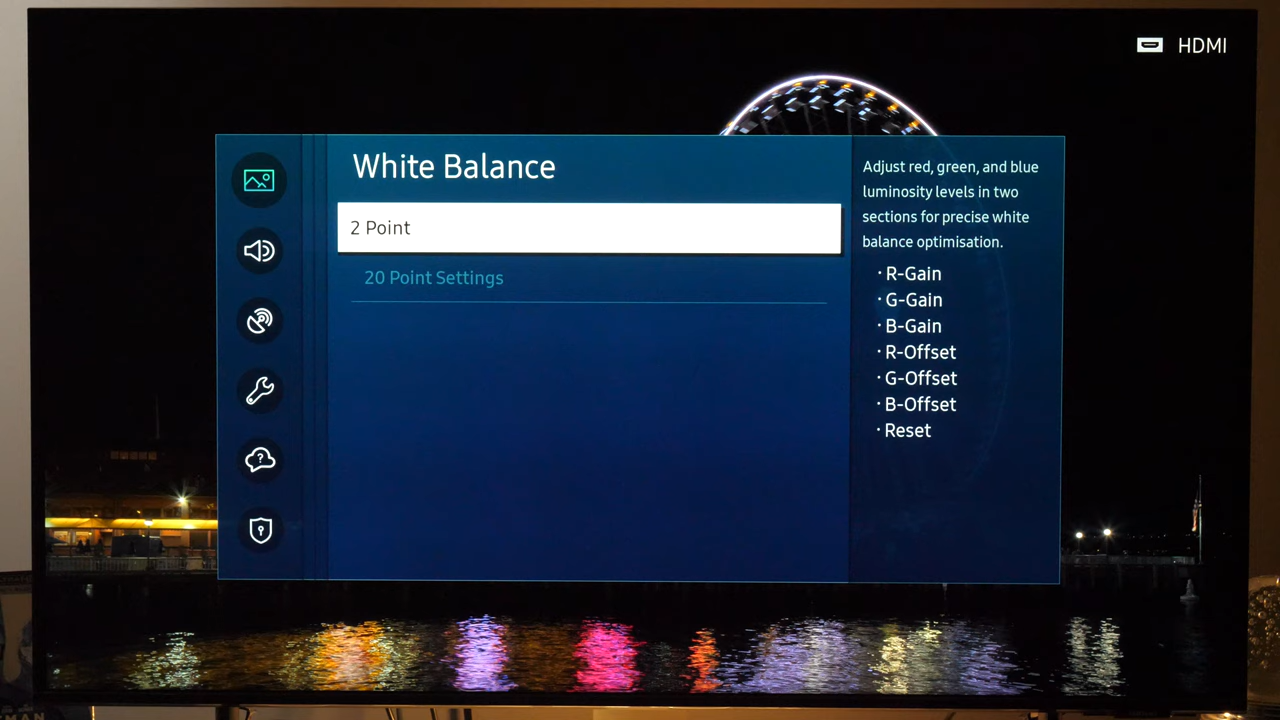 HDMI
White Balance
2 Point
20 Point Settings
Adjust red, green, and blue
luminosity levels in two
sections for precise white
balance optimisation.
· R-Gain
· G-Gain
· B-Gain
· R-Offset
· G-Offset
· B-Offset
· Reset
MAN